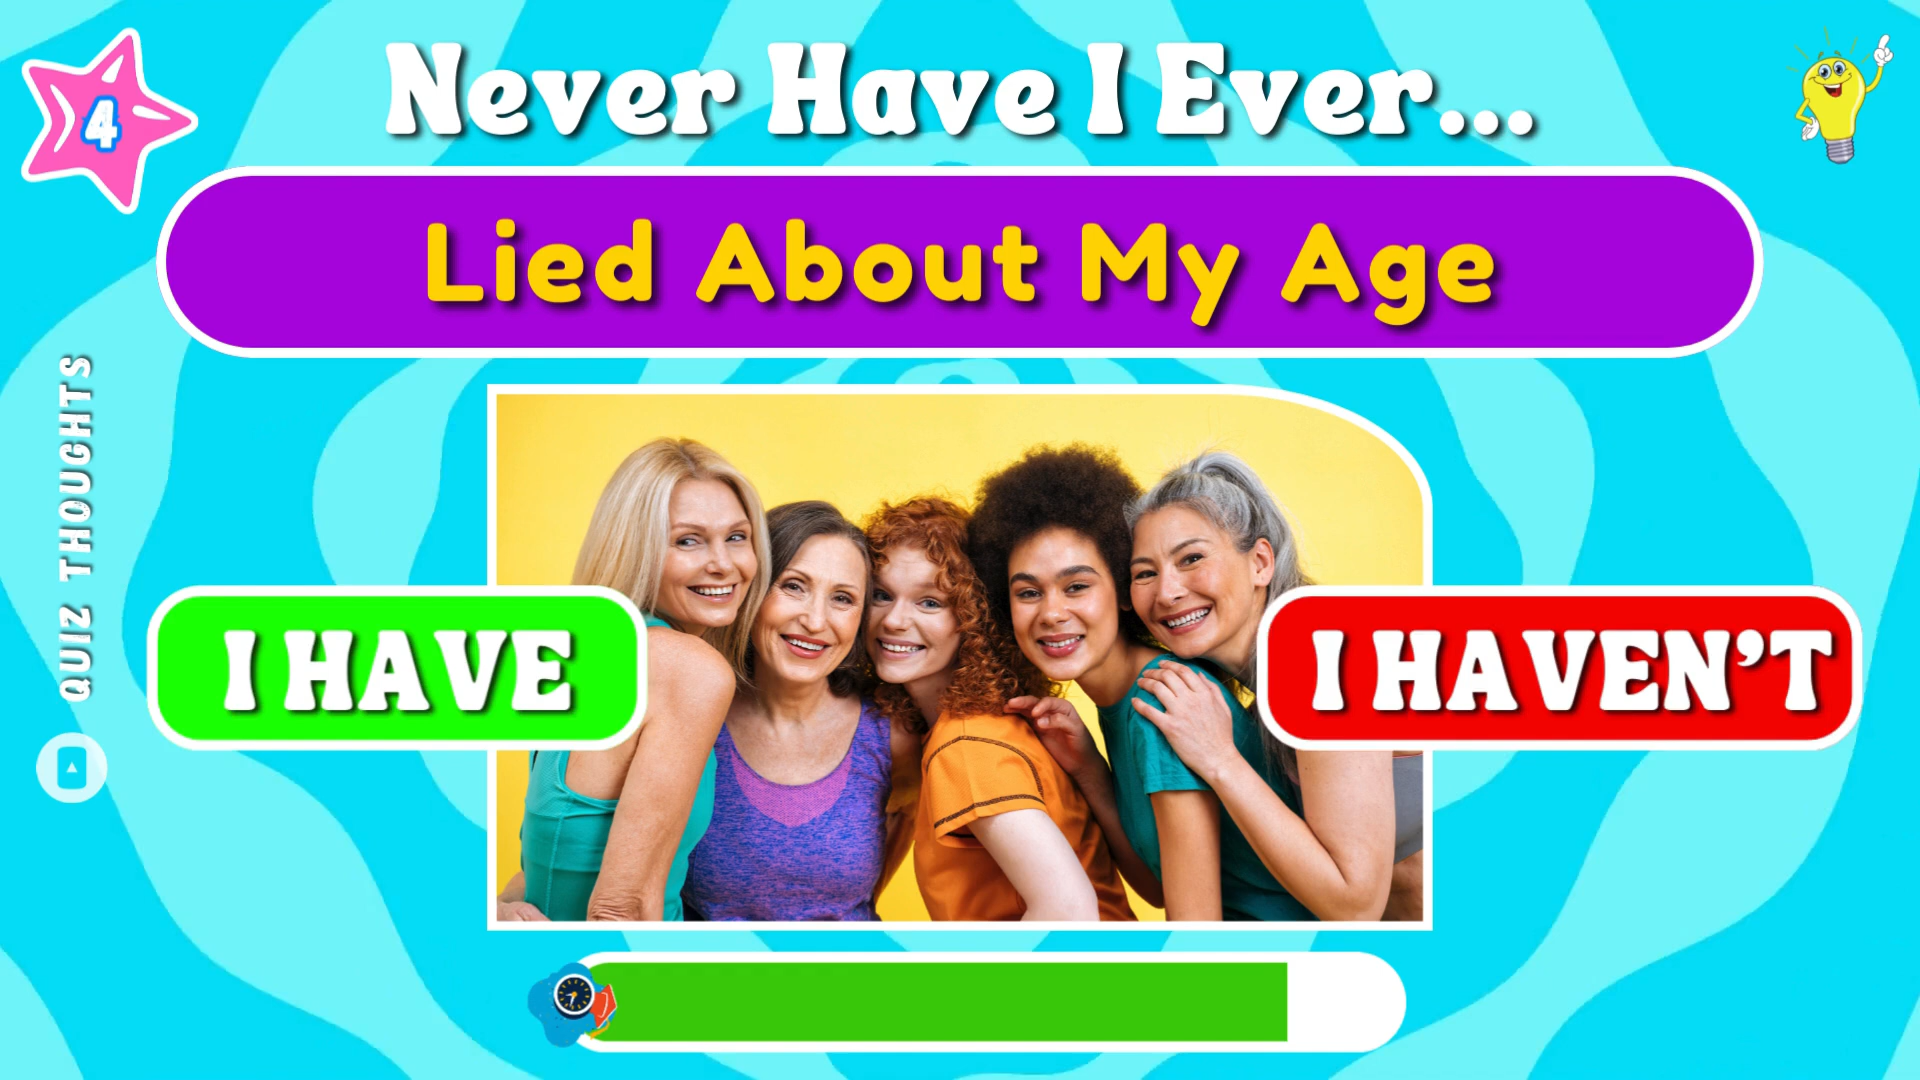 4
Never Have I Ever...
Lied About My Age
QUIZ THOUGHTS
I HAVE
I HAVEN'T